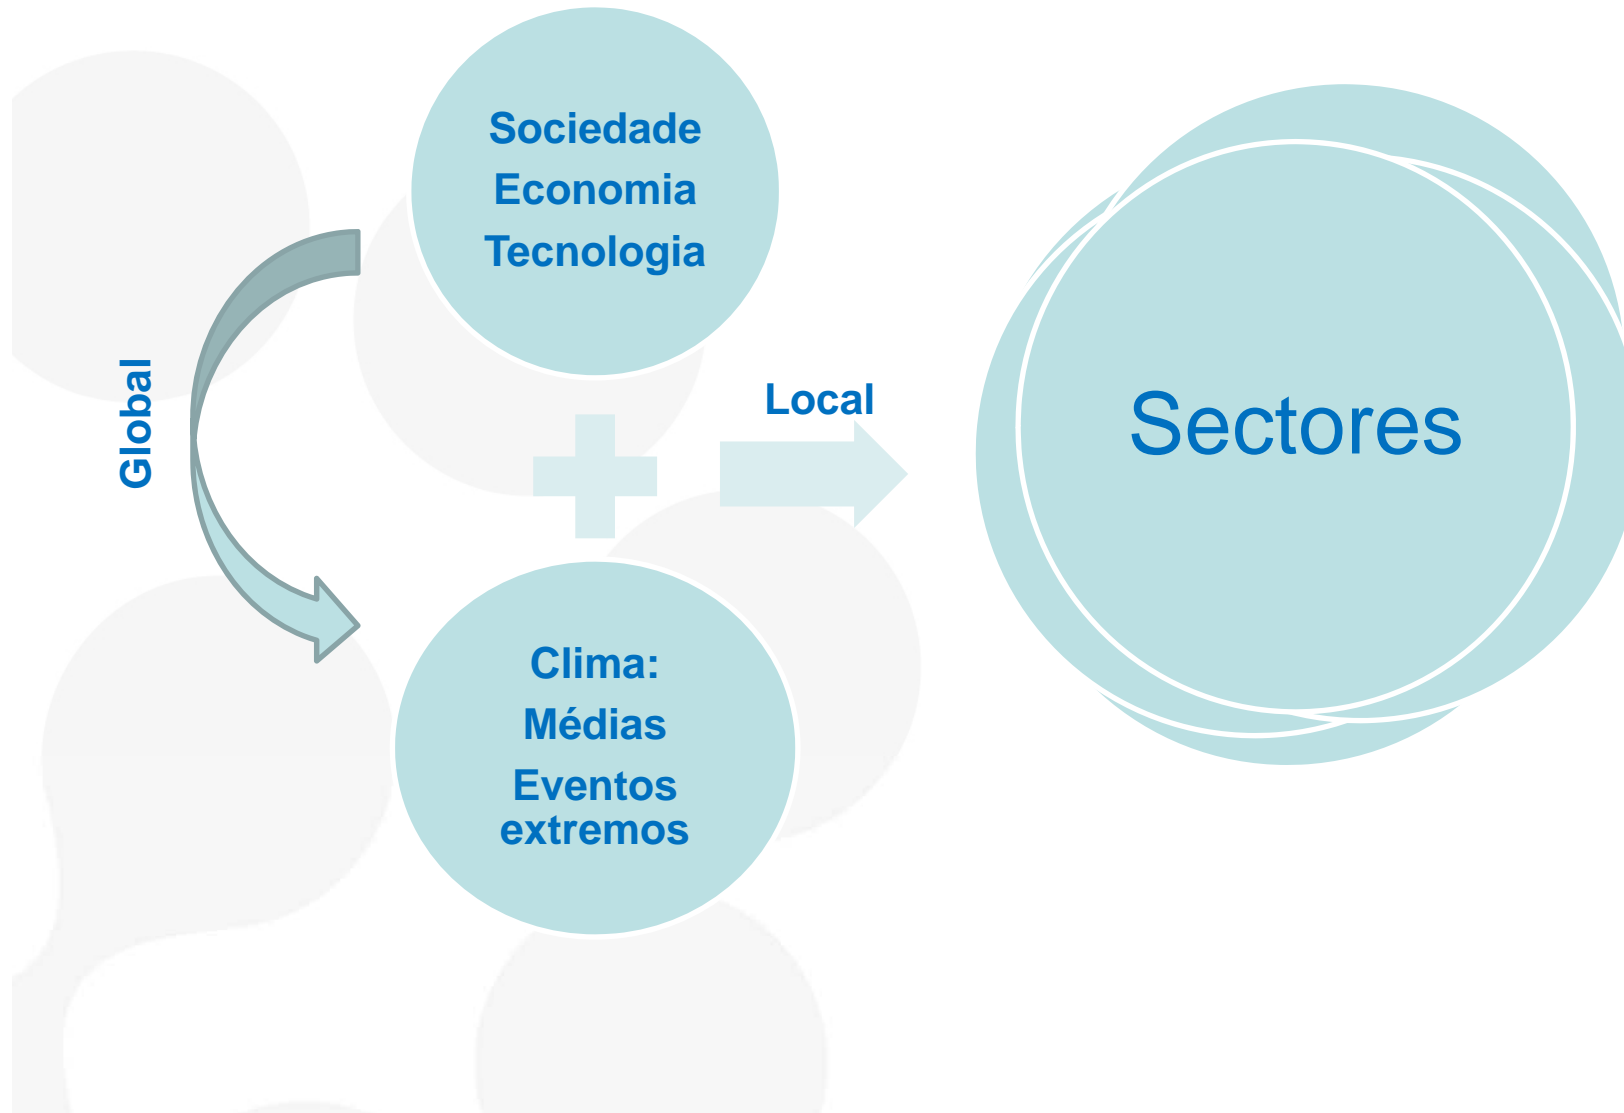 Sociedade
Economia
Tecnologia
Global
Local
Sectores
Clima:
Médias
Eventos
extremos